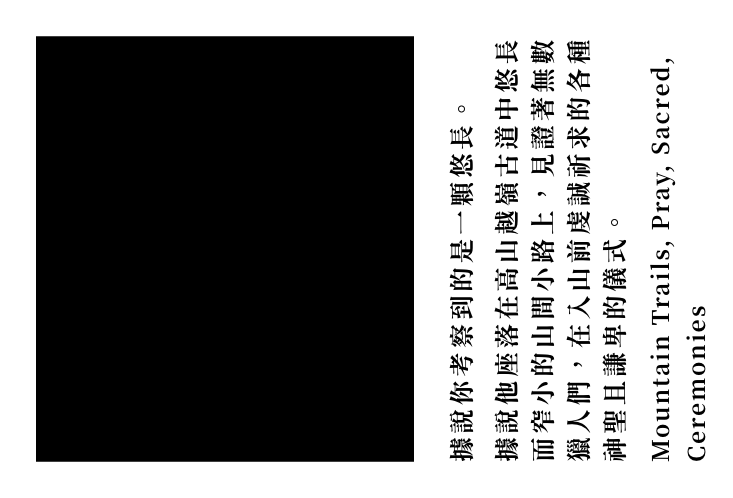 據說你考察到的是一顆悠長。
據說他座落在高山越嶺古道中悠長
而窄小的山間小路上，見證著無數
獵人們，在入山前虔誠祈求的各種
神聖且謙卑的儀式。
Mountain Trails, Pray, Sacred,
Ceremonies